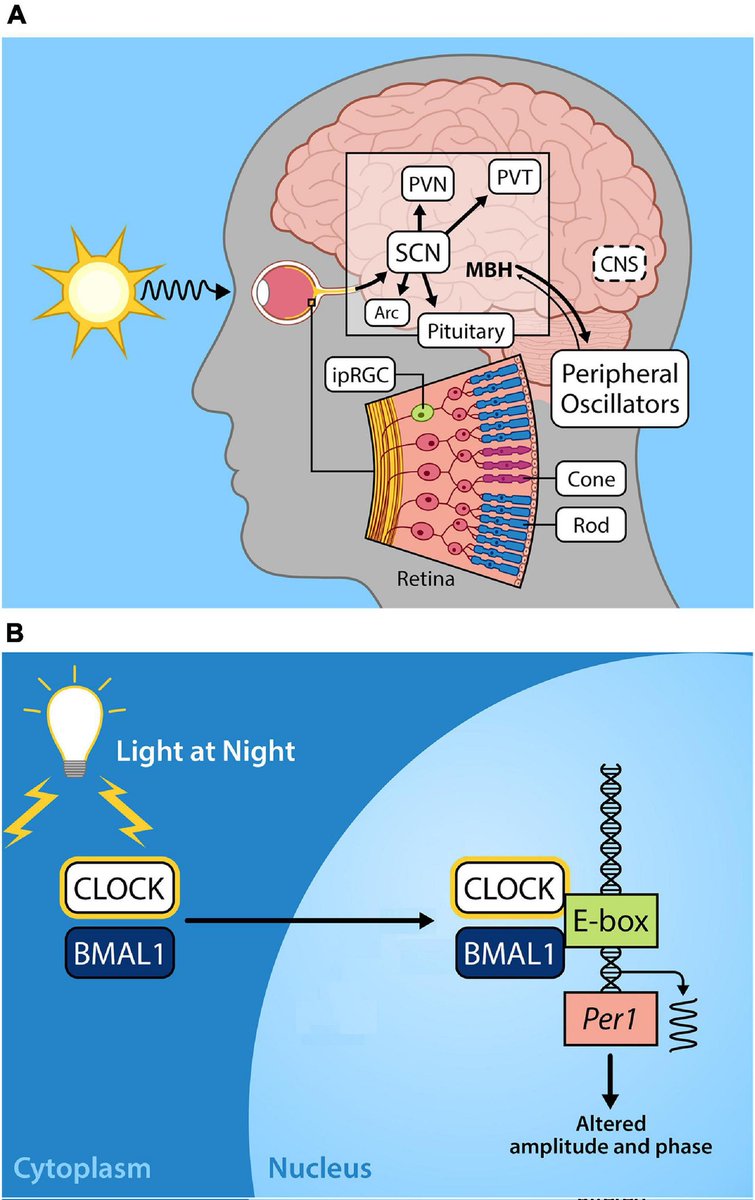 A
PVN
PVT
SCN
MBH
CNS
Arc
Pituitary
ipRGC
Peripheral
Oscillators
Cone
Rod
Retina
B
Light at Night
CLOCK
CLOCK
E-box
BMAL1
BMAL1
Per1
Altered
amplitude and phase
Cytoplasm
Nucleus